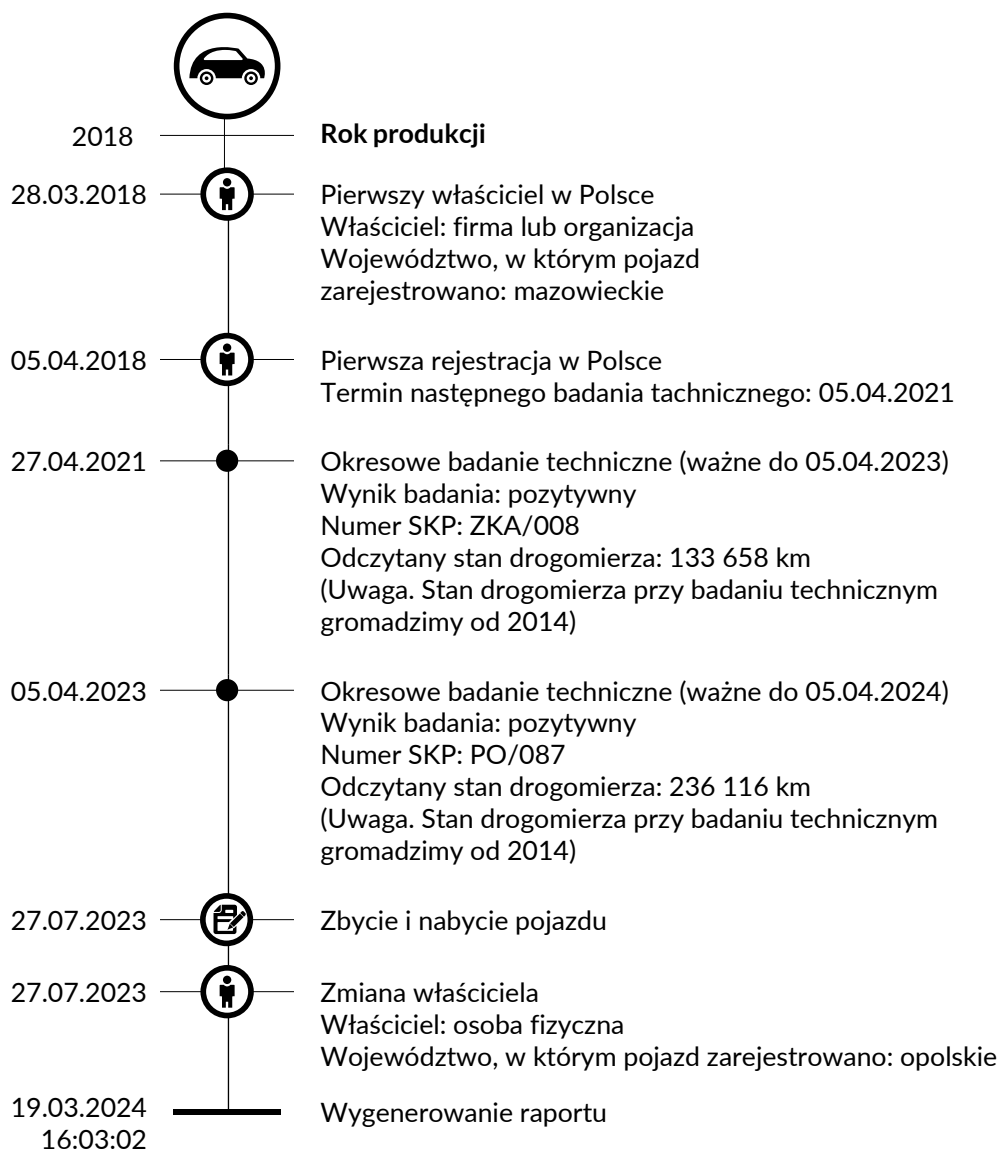 2018 Rok produkcji
28.03.2018 Pierwszy właściciel w Polsce
Właściciel: firma lub organizacja
Województwo, w którym pojazd
zarejestrowano: mazowieckie
05.04.2018 Pierwsza rejestracja w Polsce
Termin następnego badania tachnicznego: 05.04.2021
27.04.2021 Okresowe badanie techniczne (ważne do 05.04.2023)
Wynik badania: pozytywny
Numer SKP: ZKA/008
Odczytany stan drogomierza: 133 658 km
(Uwaga. Stan drogomierza przy badaniu technicznym
gromadzimy od 2014)
05.04.2023 Okresowe badanie techniczne (ważne do 05.04.2024)
Wynik badania: pozytywny
Numer SKP: PO/087
Odczytany stan drogomierza: 236 116 km
(Uwaga. Stan drogomierza przy badaniu technicznym
gromadzimy od 2014)
27.07.2023 Zbycie i nabycie pojazdu
27.07.2023 Zmiana właściciela
Właściciel: osoba fizyczna
Województwo, w którym pojazd zarejestrowano: opolskie
19.03.2024 Wygenerowanie raportu
16:03:02